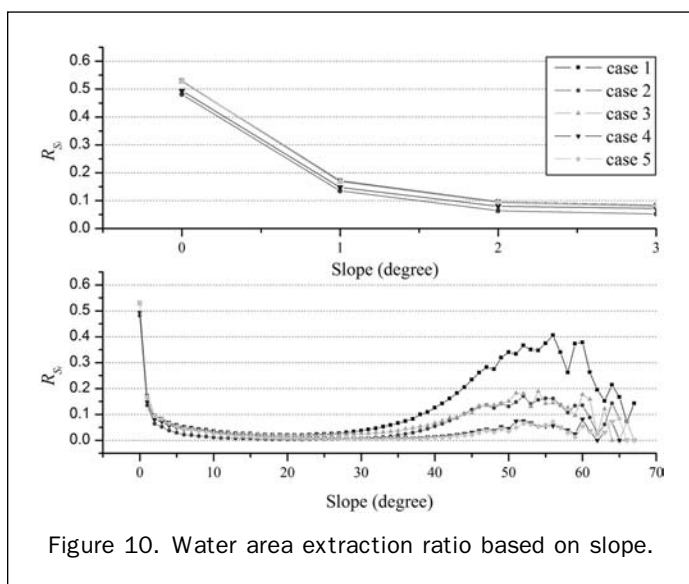 0.6
0.5
0.4
0.3
0.2
0.1
0.0
R_Si
0 1 2 3
Slope (degree)
case 1
case 2
case 3
case 4
case 5
0.6
0.5
0.4
0.3
0.2
0.1
0.0
R_Si
0 10 20 30 40 50 60 70
Slope (degree)
Figure 10. Water area extraction ratio based on slope.